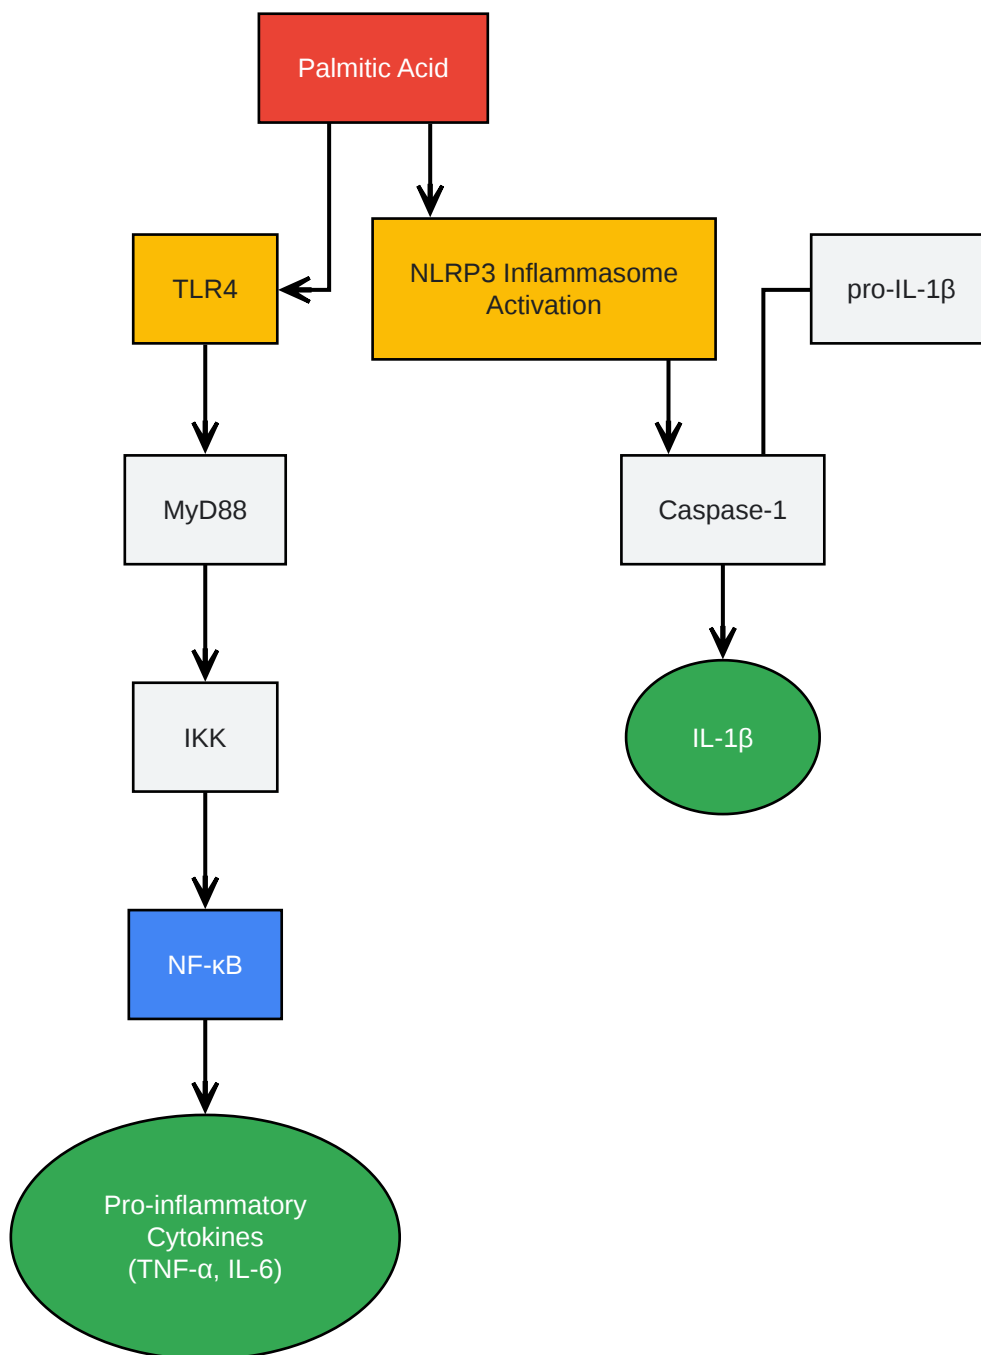 Palmitic Acid
TLR4
NLRP3 Inflammasome
Activation
pro-IL-1β
MyD88
Caspase-1
IKK
IL-1β
NF-κB
Pro-inflammatory
Cytokines
(TNF-α, IL-6)